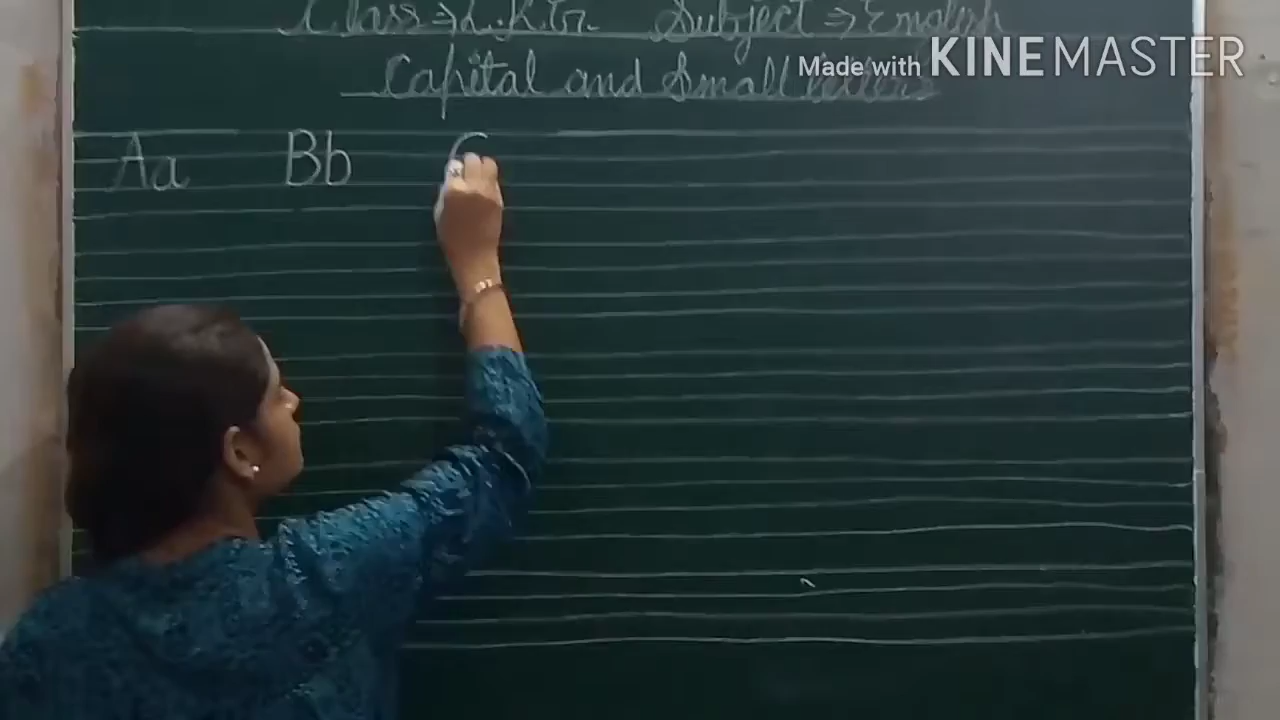 Class ⇒ L.K.G. Subject ⇒ English
Made with KINEMASTER
Capital and Small letters
Aa Bb C